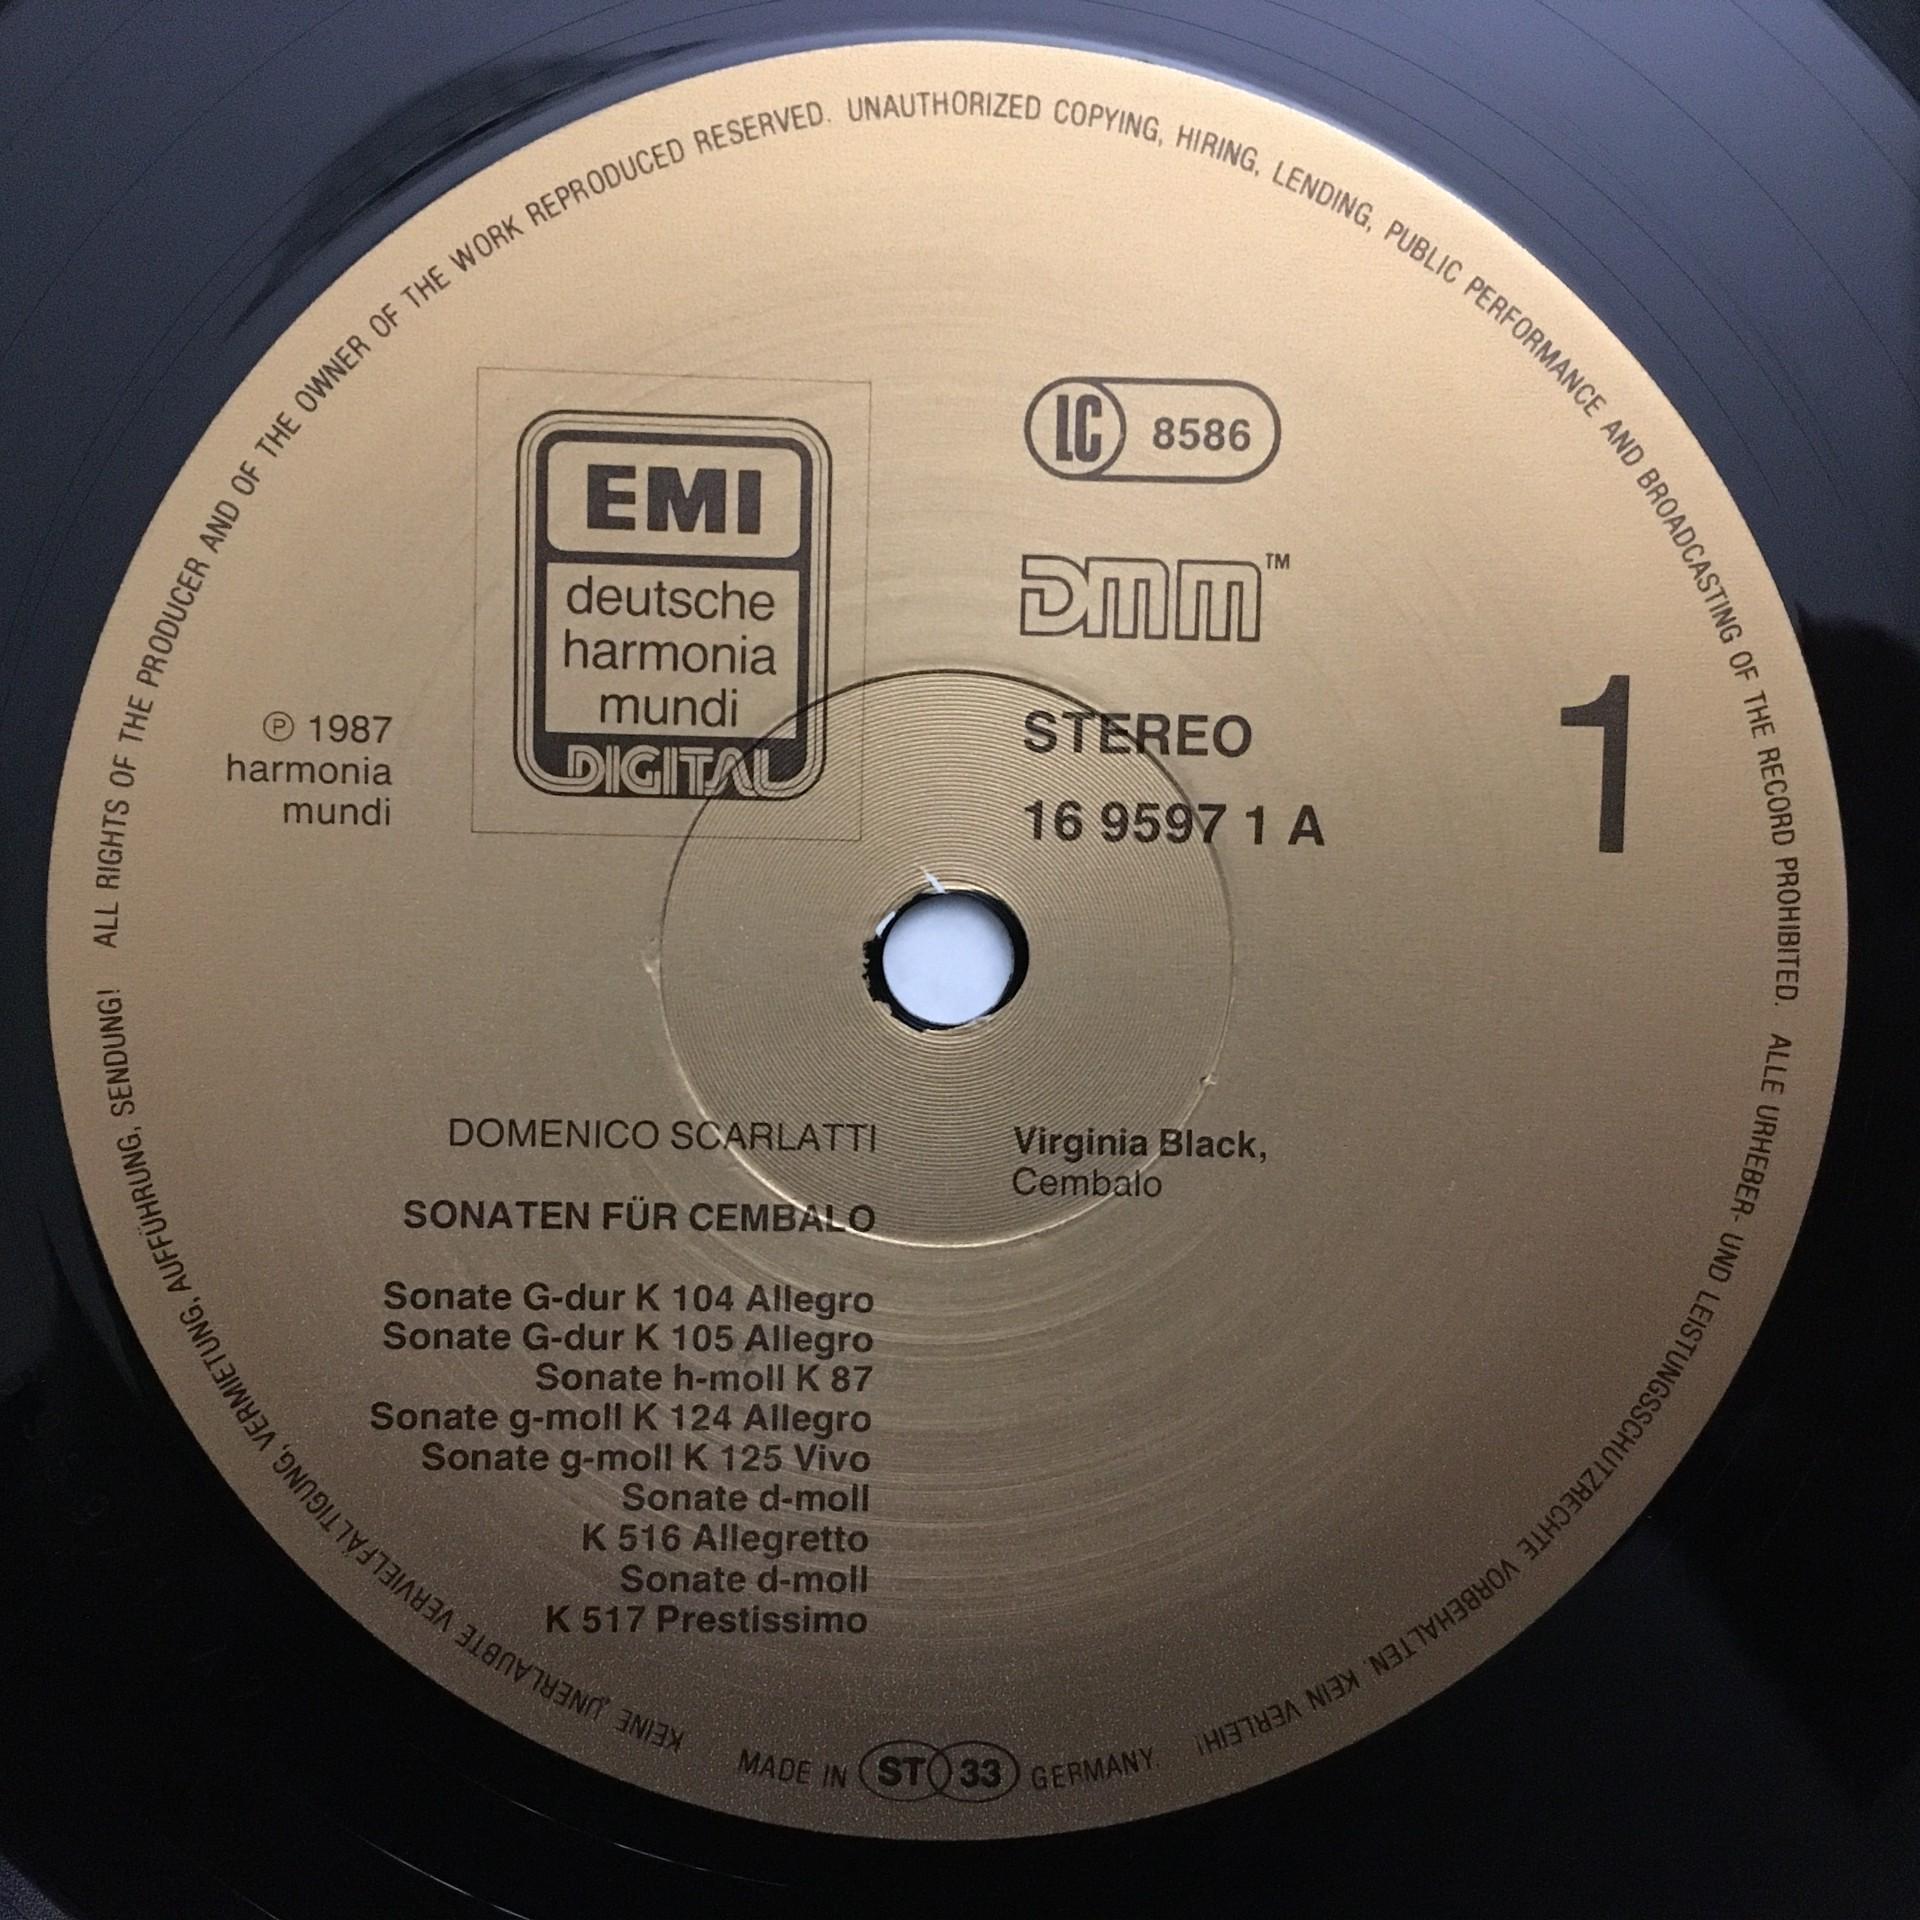 ALL RIGHTS OF THE PRODUCER AND OF THE OWNER OF THE WORK REPRODUCED RESERVED. UNAUTHORIZED COPYING, HIRING, LENDING, PUBLIC PERFORMANCE AND BROADCASTING OF THE RECORD PROHIBITED.
ALLE URHEBER- UND LEISTUNGSSCHUTZRECHTE VORBEHALTEN. KEIN VERLEIH!
KEINE UNERLAUBTE VERVIELFÄLTIGUNG, VERMIETUNG, AUFFÜHRUNG, SENDUNG!
EMI
deutsche
harmonia
mundi
DIGITAL
LC 8586
DMM™
STEREO
16 9597 1 A
1
℗ 1987
harmonia
mundi
DOMENICO SCARLATTI
SONATEN FÜR CEMBALO
Sonate G-dur K 104 Allegro
Sonate G-dur K 105 Allegro
Sonate h-moll K 87
Sonate g-moll K 124 Allegro
Sonate g-moll K 125 Vivo
Sonate d-moll
K 516 Allegretto
Sonate d-moll
K 517 Prestissimo
Virginia Black,
Cembalo
MADE IN ST 33 GERMANY